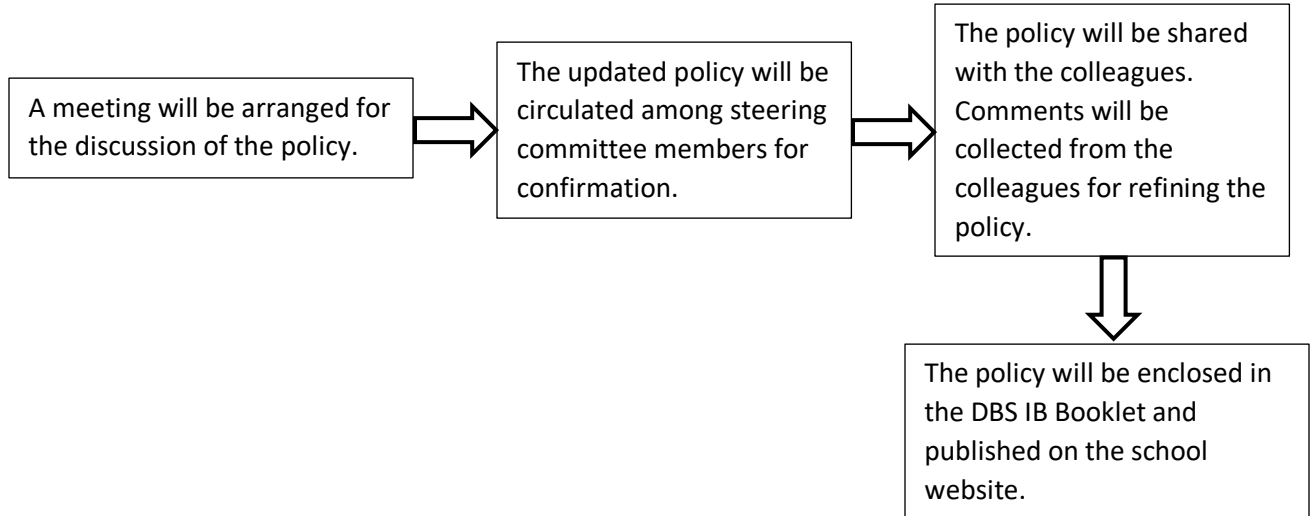 A meeting will be arranged for
the discussion of the policy.
The updated policy will be
circulated among steering
committee members for
confirmation.
The policy will be shared
with the colleagues.
Comments will be
collected from the
colleagues for refining the
policy.
The policy will be enclosed in
the DBS IB Booklet and
published on the school
website.